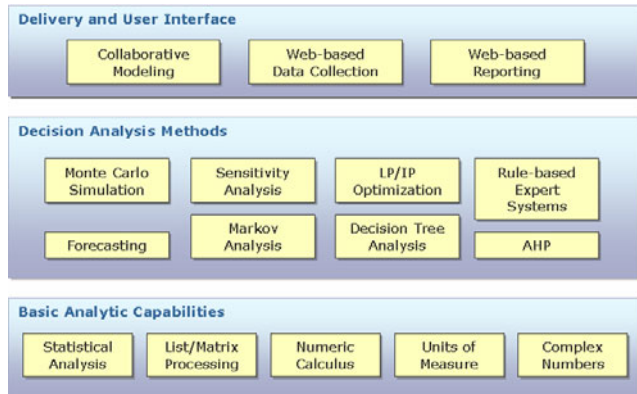 Delivery and User Interface
Collaborative
Modeling
Web-based
Data Collection
Web-based
Reporting
Decision Analysis Methods
Monte Carlo
Simulation
Sensitivity
Analysis
LP/IP
Optimization
Rule-based
Expert
Systems
Forecasting
Markov
Analysis
Decision Tree
Analysis
AHP
Basic Analytic Capabilities
Statistical
Analysis
List/Matrix
Processing
Numeric
Calculus
Units of
Measure
Complex
Numbers